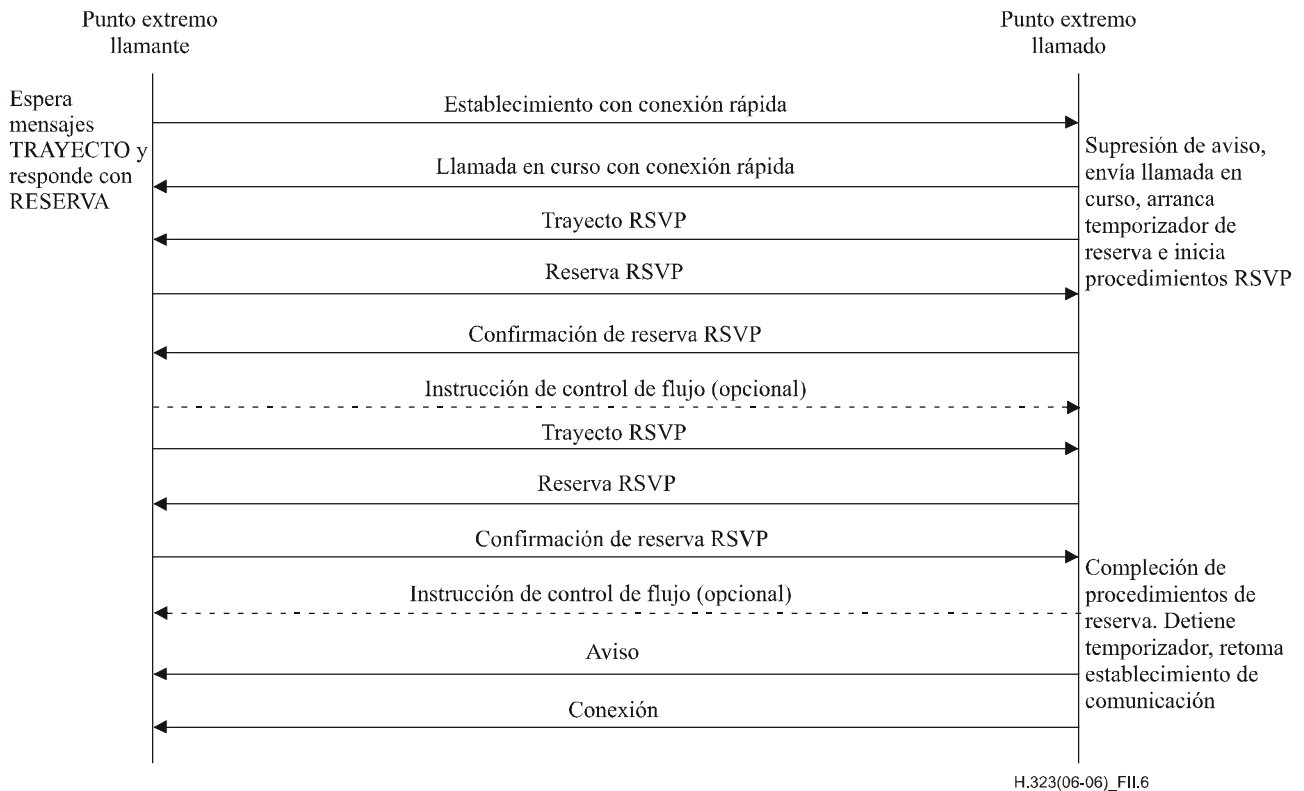 Punto extremo
llamante
Punto extremo
llamado
Espera
mensajes
TRAYECTO y
responde con
RESERVA
Establecimiento con conexión rápida
Llamada en curso con conexión rápida
Supresión de aviso,
envía llamada en
curso, arranca
temporizador de
reserva e inicia
procedimientos RSVP
Trayecto RSVP
Reserva RSVP
Confirmación de reserva RSVP
Instrucción de control de flujo (opcional)
Trayecto RSVP
Reserva RSVP
Confirmación de reserva RSVP
Instrucción de control de flujo (opcional)
Compleción de
procedimientos de
reserva. Detiene
temporizador, retoma
establecimiento de
comunicación
Aviso
Conexión
H.323(06-06)_FII.6